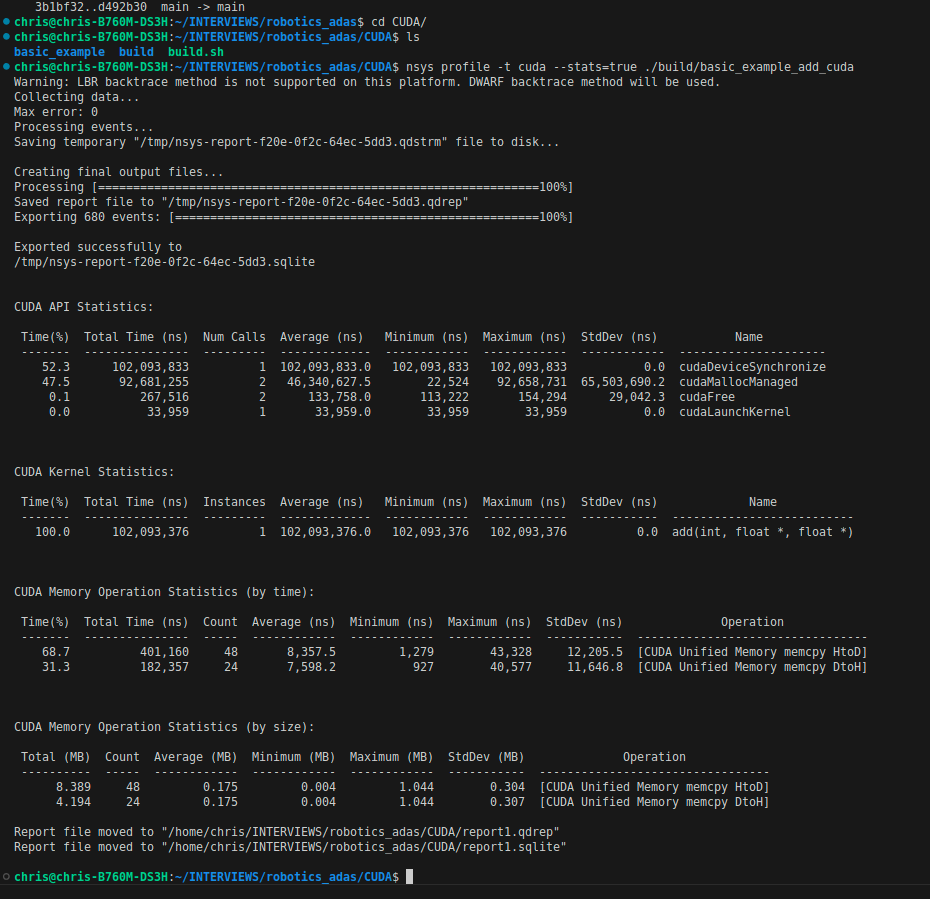 3b1bf32..d492b30  main -> main
chris@chris-B760M-DS3H:~/INTERVIEWS/robotics_adas$ cd CUDA/
chris@chris-B760M-DS3H:~/INTERVIEWS/robotics_adas/CUDA$ ls
basic_example  build  build.sh
chris@chris-B760M-DS3H:~/INTERVIEWS/robotics_adas/CUDA$ nsys profile -t cuda --stats=true ./build/basic_example_add_cuda
Warning: LBR backtrace method is not supported on this platform. DWARF backtrace method will be used.
Collecting data...
Max error: 0
Processing events...
Saving temporary "/tmp/nsys-report-f20e-0f2c-64ec-5dd3.qdstrm" file to disk...

Creating final output files...
Processing [==============================================================100%]
Saved report file to "/tmp/nsys-report-f20e-0f2c-64ec-5dd3.qdrep"
Exporting 680 events: [===================================================100%]

Exported successfully to
/tmp/nsys-report-f20e-0f2c-64ec-5dd3.sqlite

CUDA API Statistics:

 Time(%)  Total Time (ns)  Num Calls  Average (ns)   Minimum (ns)  Maximum (ns)  StdDev (ns)           Name
 -------  ---------------  ---------  -------------  ------------  ------------  ------------  ---------------------
    52.3      102,093,833          1  102,093,833.0   102,093,833   102,093,833           0.0  cudaDeviceSynchronize
    47.5       92,681,255          2   46,340,627.5        22,524    92,658,731  65,503,690.2  cudaMallocManaged
     0.1          267,516          2      133,758.0       113,222       154,294      29,042.3  cudaFree
     0.0           33,959          1       33,959.0        33,959        33,959           0.0  cudaLaunchKernel

CUDA Kernel Statistics:

 Time(%)  Total Time (ns)  Instances  Average (ns)   Minimum (ns)  Maximum (ns)  StdDev (ns)             Name
 -------  ---------------  ---------  -------------  ------------  ------------  -----------  --------------------------
   100.0      102,093,376          1  102,093,376.0   102,093,376   102,093,376          0.0  add(int, float *, float *)

CUDA Memory Operation Statistics (by time):

 Time(%)  Total Time (ns)  Count  Average (ns)  Minimum (ns)  Maximum (ns)  StdDev (ns)              Operation
 -------  ---------------  -----  ------------  ------------  ------------  -----------  ---------------------------------
    68.7          401,160     48       8,357.5         1,279        43,328     12,205.5  [CUDA Unified Memory memcpy HtoD]
    31.3          182,357     24       7,598.2           927        40,577     11,646.8  [CUDA Unified Memory memcpy DtoH]

CUDA Memory Operation Statistics (by size):

 Total (MB)  Count  Average (MB)  Minimum (MB)  Maximum (MB)  StdDev (MB)              Operation
 ----------  -----  ------------  ------------  ------------  -----------  ---------------------------------
      8.389     48         0.175         0.004         1.044        0.304  [CUDA Unified Memory memcpy HtoD]
      4.194     24         0.175         0.004         1.044        0.307  [CUDA Unified Memory memcpy DtoH]

Report file moved to "/home/chris/INTERVIEWS/robotics_adas/CUDA/report1.qdrep"
Report file moved to "/home/chris/INTERVIEWS/robotics_adas/CUDA/report1.sqlite"

chris@chris-B760M-DS3H:~/INTERVIEWS/robotics_adas/CUDA$